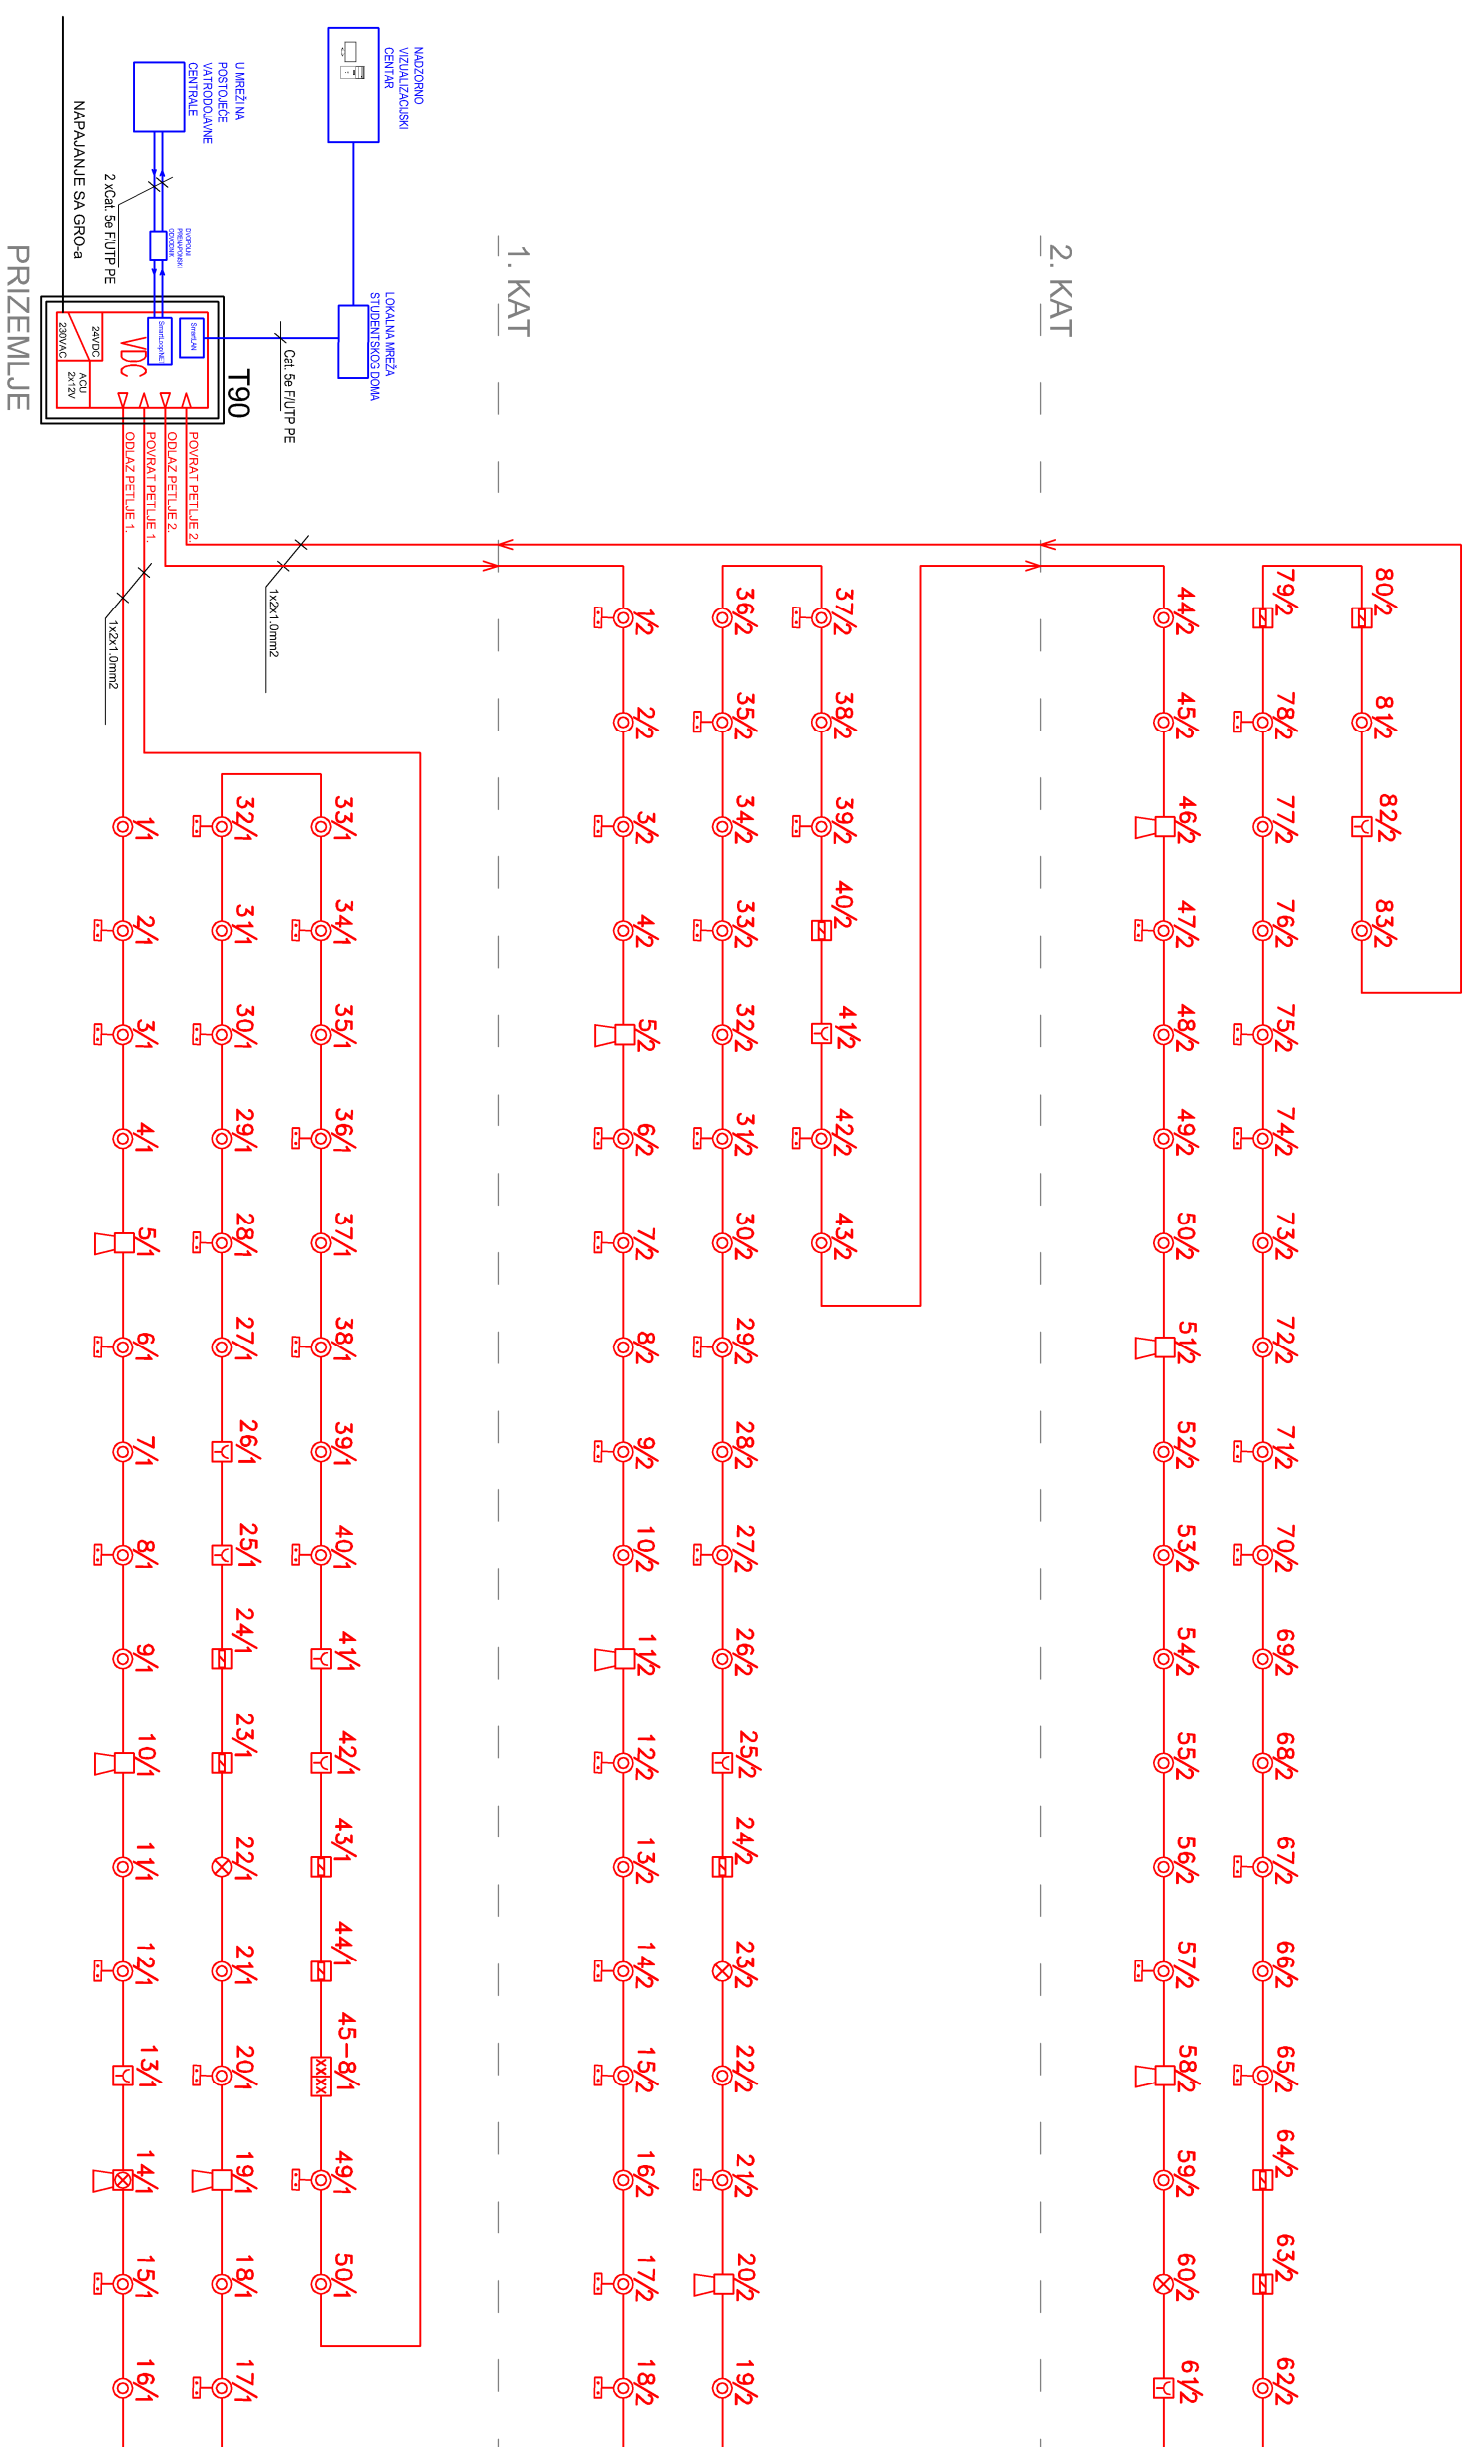 NADZORNO
VIZUALIZACIJSKI
CENTAR
U MREŽI NA
POSTOJEĆE
VATRODOJAVNE
CENTRALE
LOKALNA MREŽA
STUDENTSKOG DOMA
DVOPOLNI
PRENAPONSKI
ODVODNIK
2 xCat. 5e F/UTP PE
Cat. 5e F/UTP PE
NAPAJANJE SA GRO-a
T90
SmartLAN
SmartLoop/NET
VDC
24VDC
230VAC
ACU
2x12V
POVRAT PETLJE 2.
ODLAZ PETLJE 2.
POVRAT PETLJE 1.
ODLAZ PETLJE 1.
1x2x1.0mm2
1x2x1.0mm2
2. KAT
80/2 81/2 82/2 83/2
79/2 78/2 77/2 76/2 75/2 74/2 73/2 72/2 71/2 70/2 69/2 68/2 67/2 66/2 65/2 64/2 63/2 62/2
44/2 45/2 46/2 47/2 48/2 49/2 50/2 51/2 52/2 53/2 54/2 55/2 56/2 57/2 58/2 59/2 60/2 61/2
1. KAT
37/2 38/2 39/2 40/2 41/2 42/2 43/2
36/2 35/2 34/2 33/2 32/2 31/2 30/2 29/2 28/2 27/2 26/2 25/2 24/2 23/2 22/2 21/2 20/2 19/2
1/2 2/2 3/2 4/2 5/2 6/2 7/2 8/2 9/2 10/2 11/2 12/2 13/2 14/2 15/2 16/2 17/2 18/2
33/1 34/1 35/1 36/1 37/1 38/1 39/1 40/1 41/1 42/1 43/1 44/1 45-8/1 49/1 50/1
XX XX
32/1 31/1 30/1 29/1 28/1 27/1 26/1 25/1 24/1 23/1 22/1 21/1 20/1 19/1 18/1 17/1
1/1 2/1 3/1 4/1 5/1 6/1 7/1 8/1 9/1 10/1 11/1 12/1 13/1 14/1 15/1 16/1
PRIZEMLJE